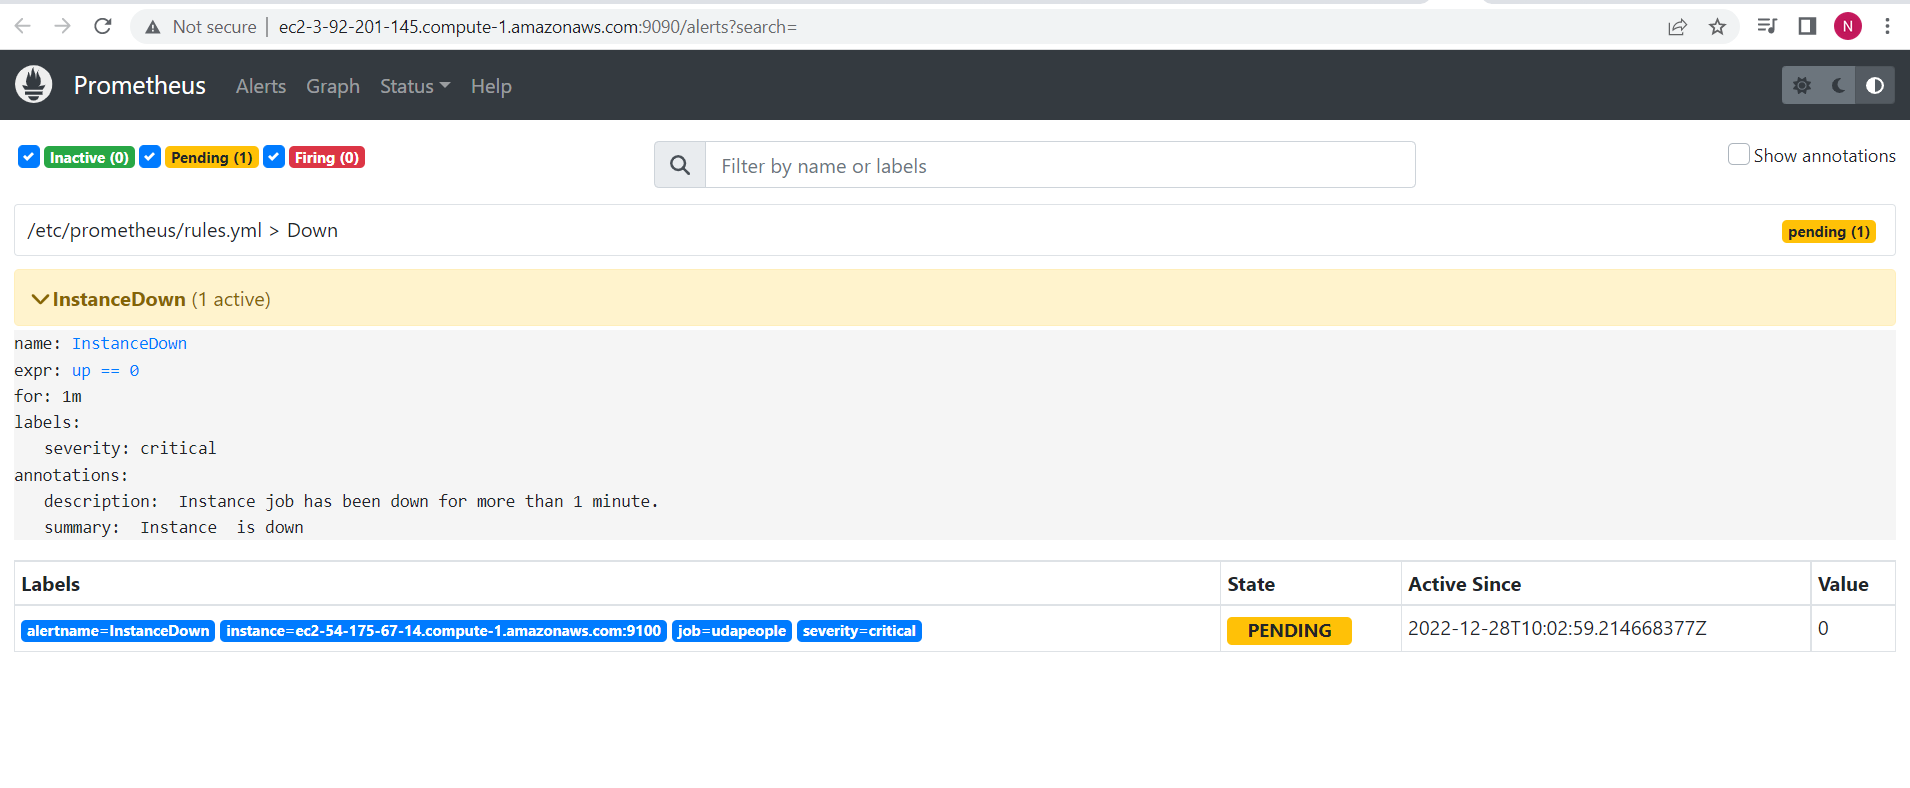 Not secure | ec2-3-92-201-145.compute-1.amazonaws.com:9090/alerts?search=
N
Prometheus Alerts Graph Status Help
Inactive (0) Pending (1) Firing (0)
Filter by name or labels
Show annotations
/etc/prometheus/rules.yml > Down
pending (1)
InstanceDown (1 active)
name: InstanceDown
expr: up == 0
for: 1m
labels:
severity: critical
annotations:
description:  Instance job has been down for more than 1 minute.
summary:  Instance  is down
Labels State Active Since Value
alertname=InstanceDown instance=ec2-54-175-67-14.compute-1.amazonaws.com:9100 job=udapeople severity=critical PENDING 2022-12-28T10:02:59.214668377Z 0